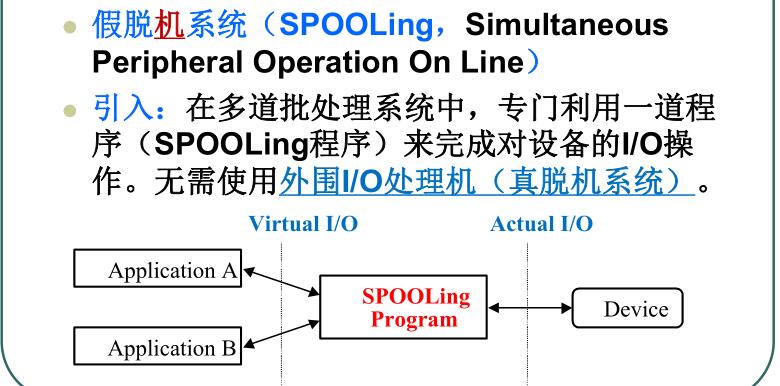 假脱机系统（SPOOLing，Simultaneous
Peripheral Operation On Line）
引入：在多道批处理系统中，专门利用一道程
序（SPOOLing程序）来完成对设备的I/O操
作。无需使用外围I/O处理机（真脱机系统）。
Virtual I/O
Actual I/O
Application A
SPOOLing
Program
Device
Application B